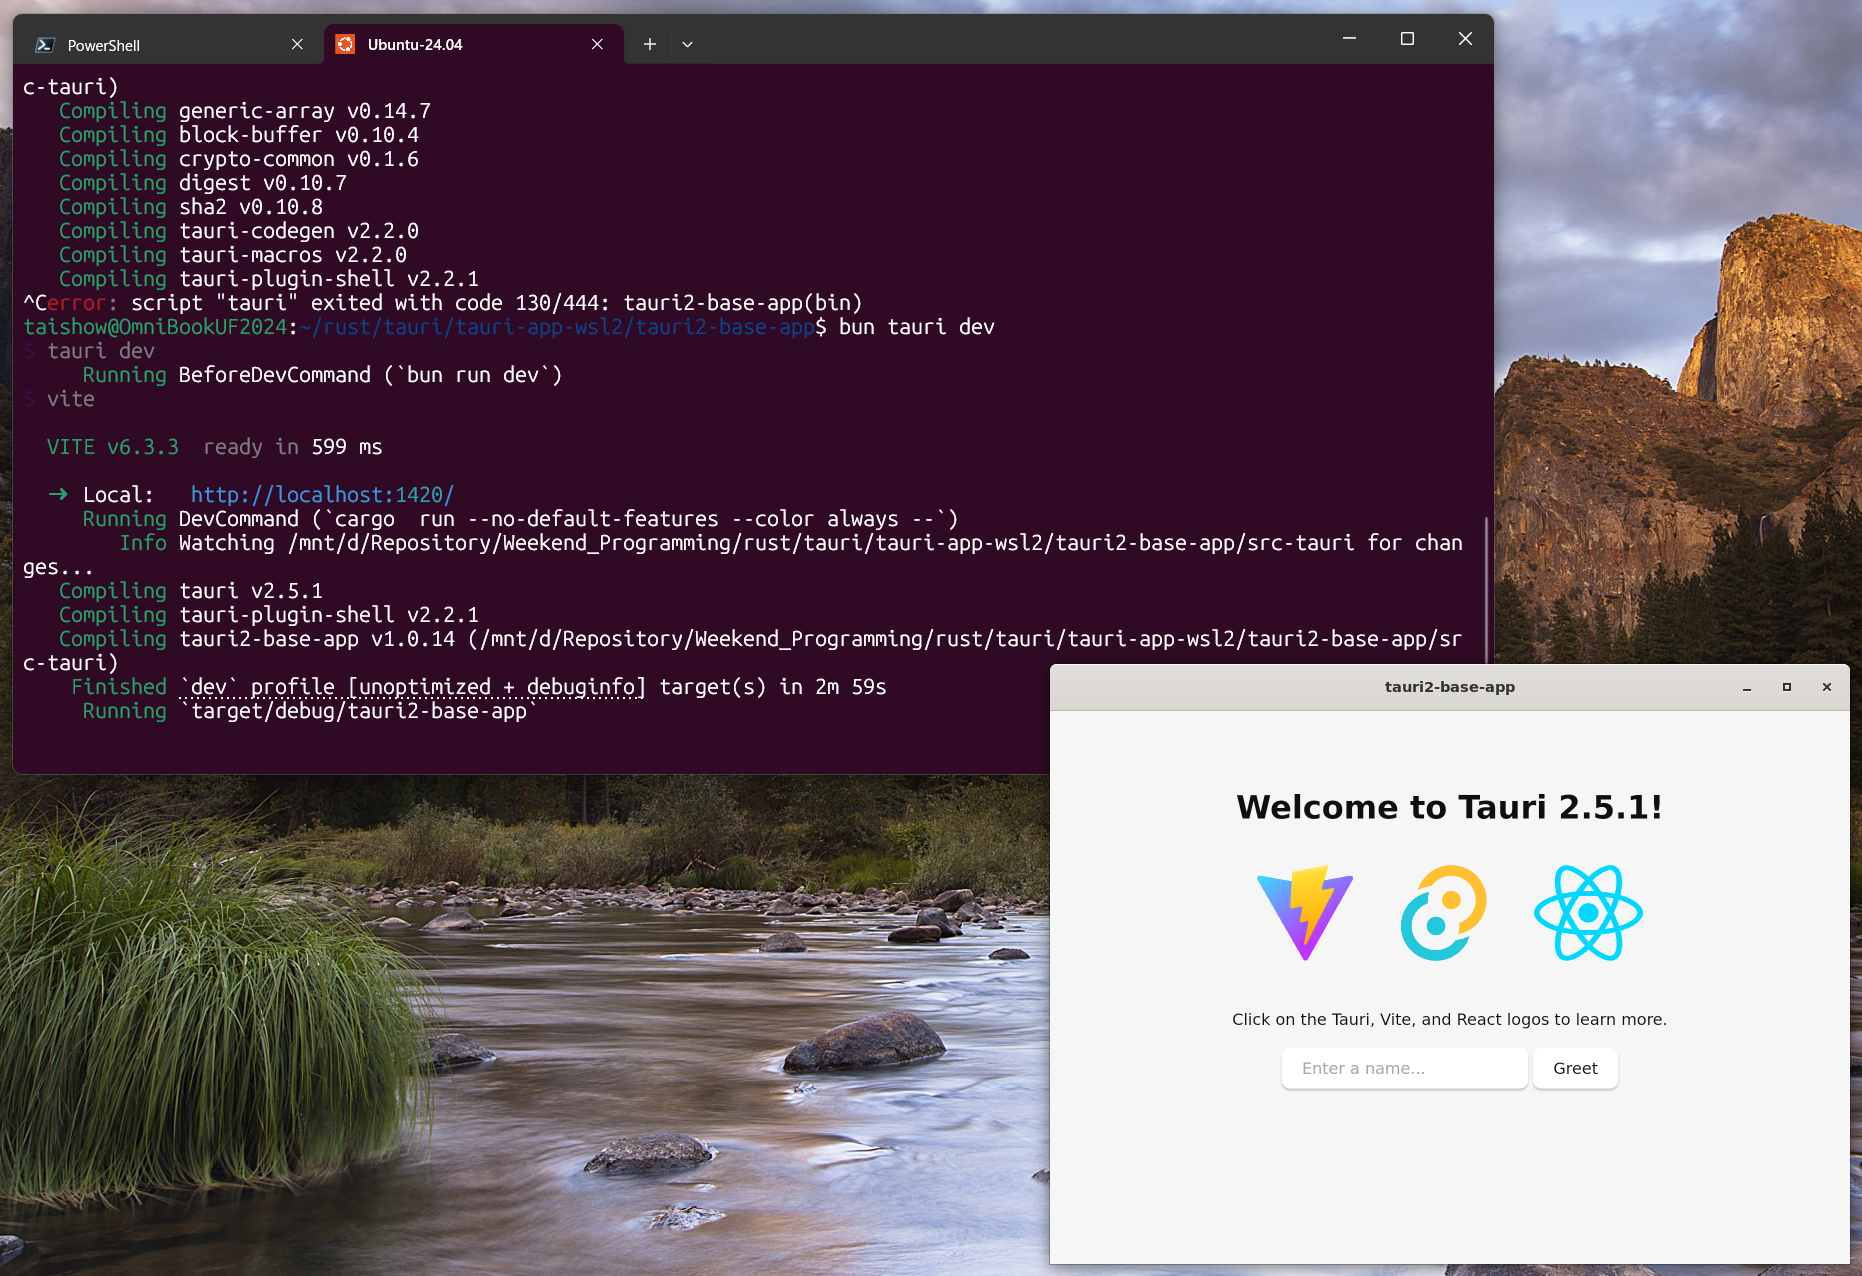 PowerShell
Ubuntu-24.04
c-tauri)
Compiling generic-array v0.14.7
Compiling block-buffer v0.10.4
Compiling crypto-common v0.1.6
Compiling digest v0.10.7
Compiling sha2 v0.10.8
Compiling tauri-codegen v2.2.0
Compiling tauri-macros v2.2.0
Compiling tauri-plugin-shell v2.2.1
^Cerror: script "tauri" exited with code 130/444: tauri2-base-app(bin)
taishow@OmniBookUF2024:~/rust/tauri/tauri-app-wsl2/tauri2-base-app$ bun tauri dev
$ tauri dev
Running BeforeDevCommand (`bun run dev`)
$ vite
VITE v6.3.3  ready in 599 ms
➜ Local:   http://localhost:1420/
Running DevCommand (`cargo  run --no-default-features --color always --`)
Info Watching /mnt/d/Repository/Weekend_Programming/rust/tauri/tauri-app-wsl2/tauri2-base-app/src-tauri for chan
ges...
Compiling tauri v2.5.1
Compiling tauri-plugin-shell v2.2.1
Compiling tauri2-base-app v1.0.14 (/mnt/d/Repository/Weekend_Programming/rust/tauri/tauri-app-wsl2/tauri2-base-app/sr
c-tauri)
Finished `dev` profile [unoptimized + debuginfo] target(s) in 2m 59s
Running `target/debug/tauri2-base-app`
tauri2-base-app
Welcome to Tauri 2.5.1!
Click on the Tauri, Vite, and React logos to learn more.
Enter a name...
Greet